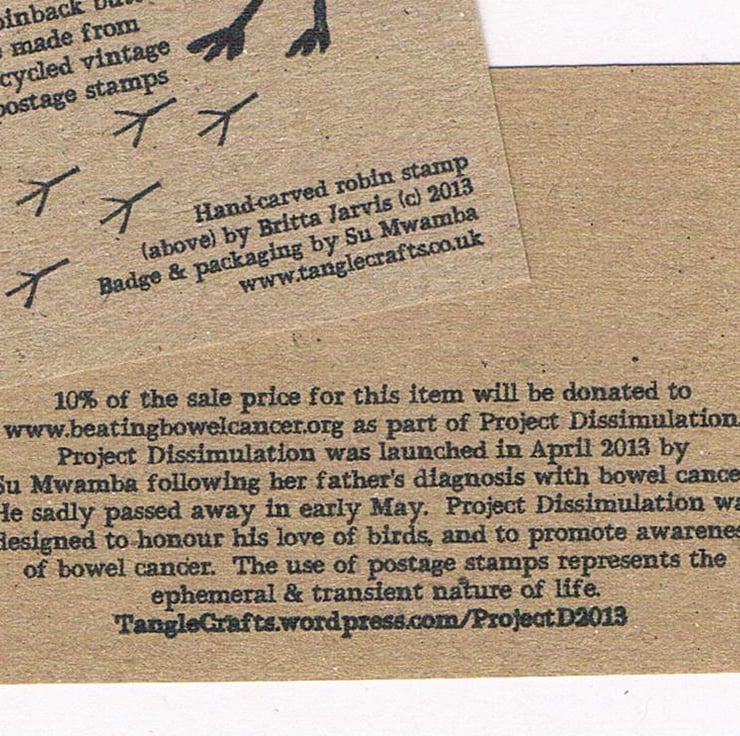 pinback butt
made from
cycled vintage
postage stamps
Hand-carved robin stamp
(above) by Britta Jarvis (c) 2013
Badge & packaging by Su Mwamba
www.tanglecrafts.co.uk
10% of the sale price for this item will be donated to
www.beatingbowelcancer.org as part of Project Dissimulation.
Project Dissimulation was launched in April 2013 by
Su Mwamba following her father's diagnosis with bowel cance
He sadly passed away in early May. Project Dissimulation wa
designed to honour his love of birds, and to promote awarenes
of bowel cancer. The use of postage stamps represents the
ephemeral & transient nature of life.
TangleCrafts.wordpress.com/ProjectD2013